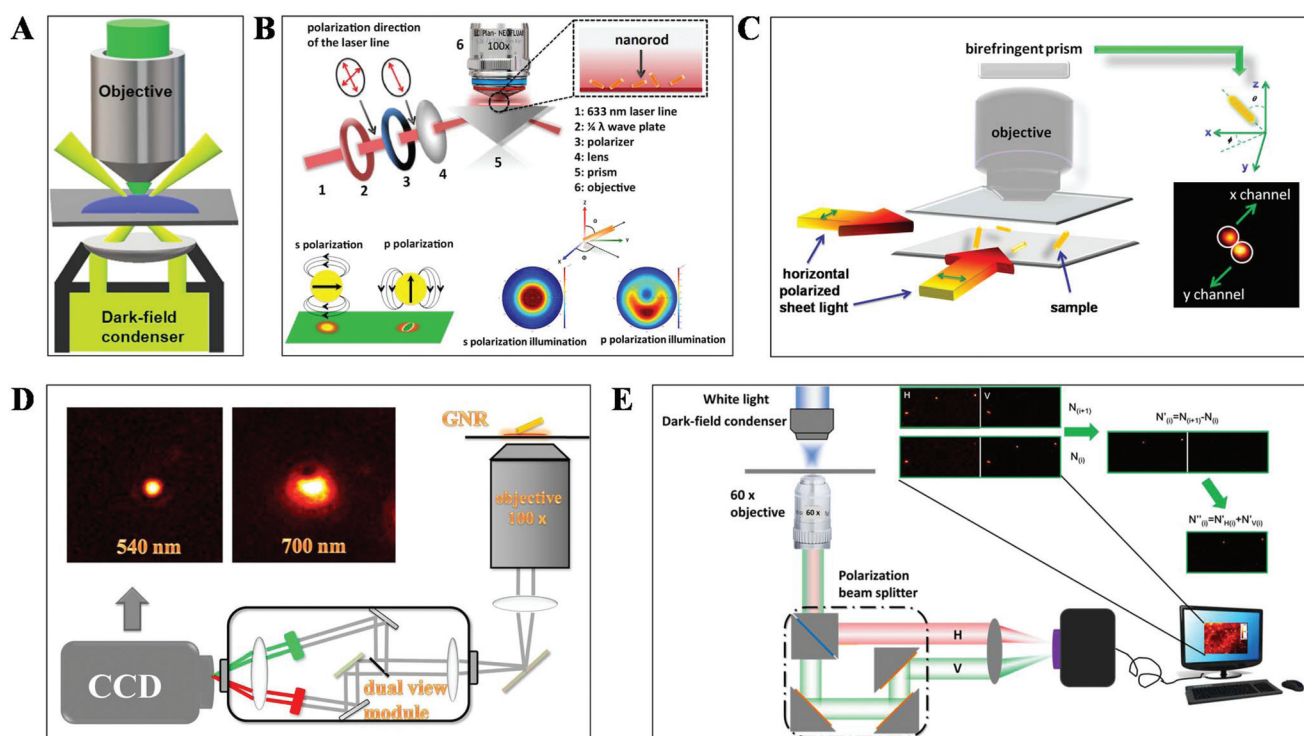 A
Objective
Dark-field
condenser
B
polarization direction
of the laser line
6
Plan- NEOFLUAR
100x
nanorod
1: 633 nm laser line
2: ¼ λ wave plate
3: polarizer
4: lens
5: prism
6: objective
1
2
3
4
5
s polarization
p polarization
Z
Y
X
s polarization illumination
p polarization illumination
C
birefringent prism
objective
z
θ
x
ϕ
y
x channel
y channel
horizontal
polarized
sheet light
sample
D
540 nm
700 nm
GNR
objective
100 x
CCD
dual view
module
E
White light
Dark-field condenser
60 x
objective
60 x
Polarization
beam splitter
H
V
H
V
N(i+1)
N(i)
N'(i)=N(i+1)-N(i)
N''(i)=N'H(i)+N'V(i)